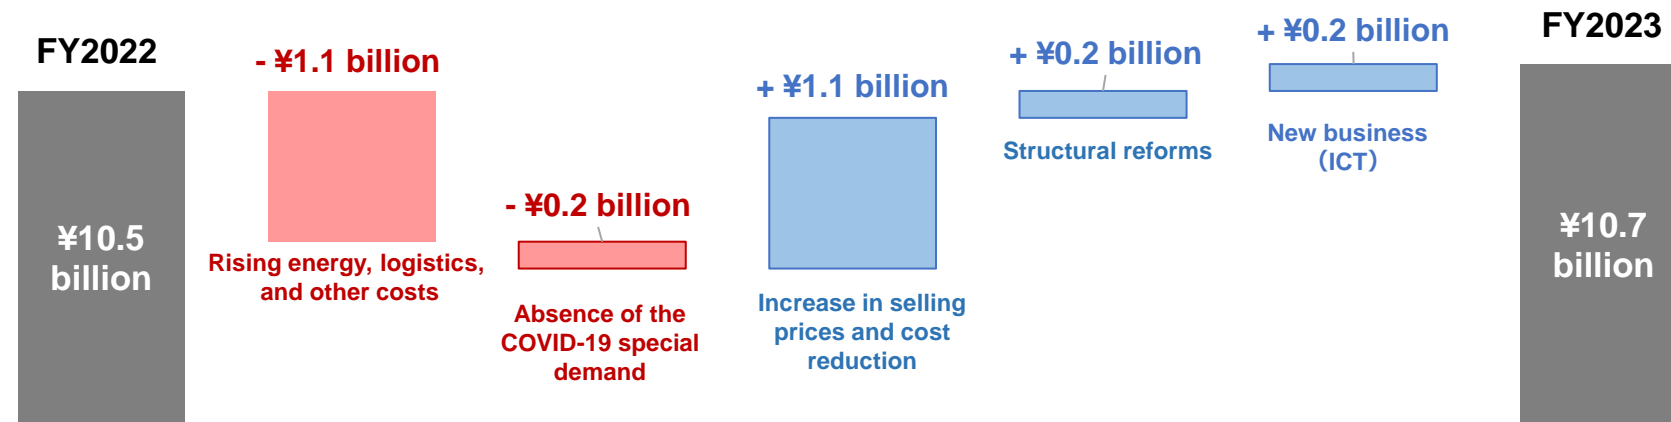 FY2022
¥10.5
billion
- ¥1.1 billion
Rising energy, logistics,
and other costs
- ¥0.2 billion
Absence of the
COVID-19 special
demand
+ ¥1.1 billion
Increase in selling
prices and cost
reduction
+ ¥0.2 billion
Structural reforms
+ ¥0.2 billion
New business
（ICT）
FY2023
¥10.7
billion